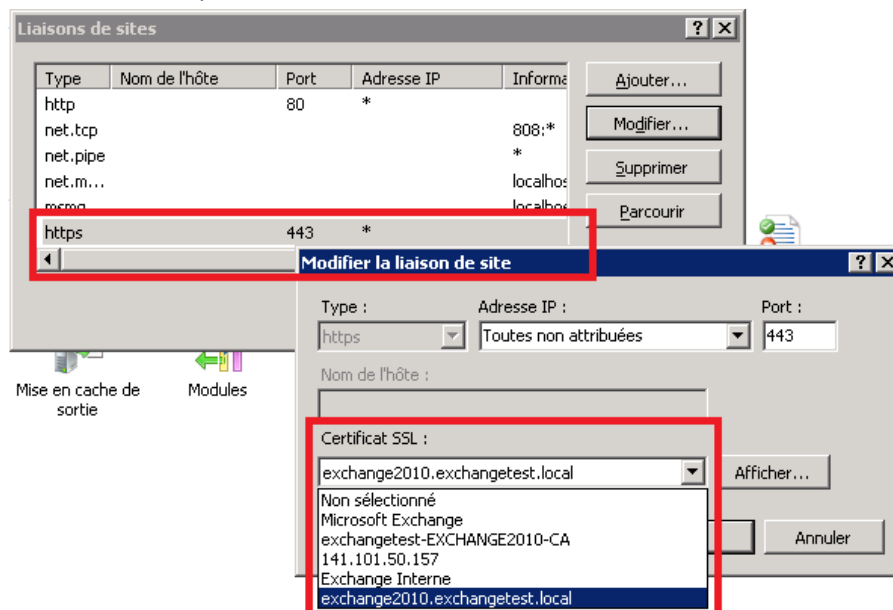 Liaisons de sites
Type Nom de l'hôte Port Adresse IP Informa
http 80 *
net.tcp 808:*
net.pipe *
net.m... localhos
msmq localhos
https 443 *
Ajouter...
Modifier...
Supprimer
Parcourir
Mise en cache de
sortie
Modules
Modifier la liaison de site
Type : Adresse IP : Port :
https Toutes non attribuées 443
Nom de l'hôte :
Certificat SSL :
exchange2010.exchangetest.local Afficher...
Non sélectionné
Microsoft Exchange
exchangetest-EXCHANGE2010-CA
141.101.50.157
Exchange Interne
exchange2010.exchangetest.local
Annuler